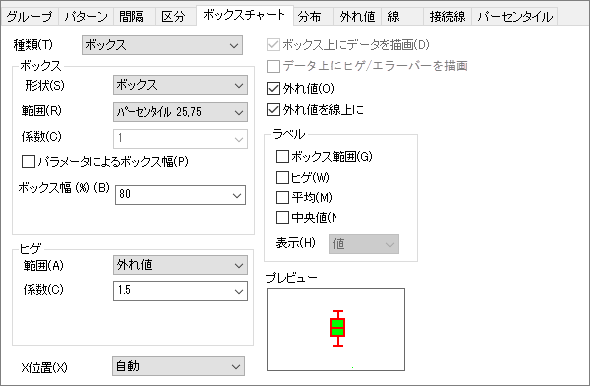 グループ パターン 間隔 区分 ボックスチャート 分布 外れ値 線 接続線 パーセンタイル
種類(T) ボックス
ボックス
形状(S) ボックス
範囲(R) パーセンタイル 25,75
係数(C) 1
パラメータによるボックス幅(P)
ボックス幅 (%) (B) 80
ヒゲ
範囲(A) 外れ値
係数(C) 1.5
X位置(X) 自動
ボックス上にデータを描画(D)
データ上にヒゲ/エラーバーを描画
外れ値(O)
外れ値を線上に
ラベル
ボックス範囲(G)
ヒゲ(W)
平均(M)
中央値(N
表示(H) 値
プレビュー